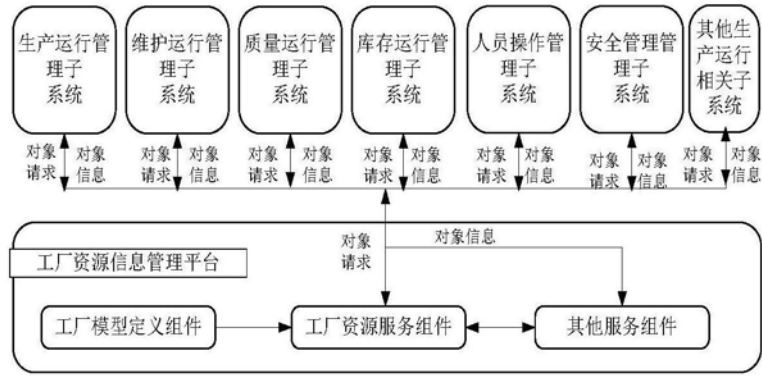 生产运行管
理子
系统
维护运行管
理子
系统
质量运行管
理子
系统
库存运行管
理子
系统
人员操作管
理子
系统
安全管理管
理子
系统
其他生
产运行
相关子
系统
对象
请求
对象
信息
对象
请求
对象
信息
对象
请求
对象
信息
对象
请求
对象
信息
对象
请求
对象
信息
对象
请求
对象
信息
对象
请求
对象
信息
对象
请求
对象信息
工厂资源信息管理平台
工厂模型定义组件
工厂资源服务组件
其他服务组件